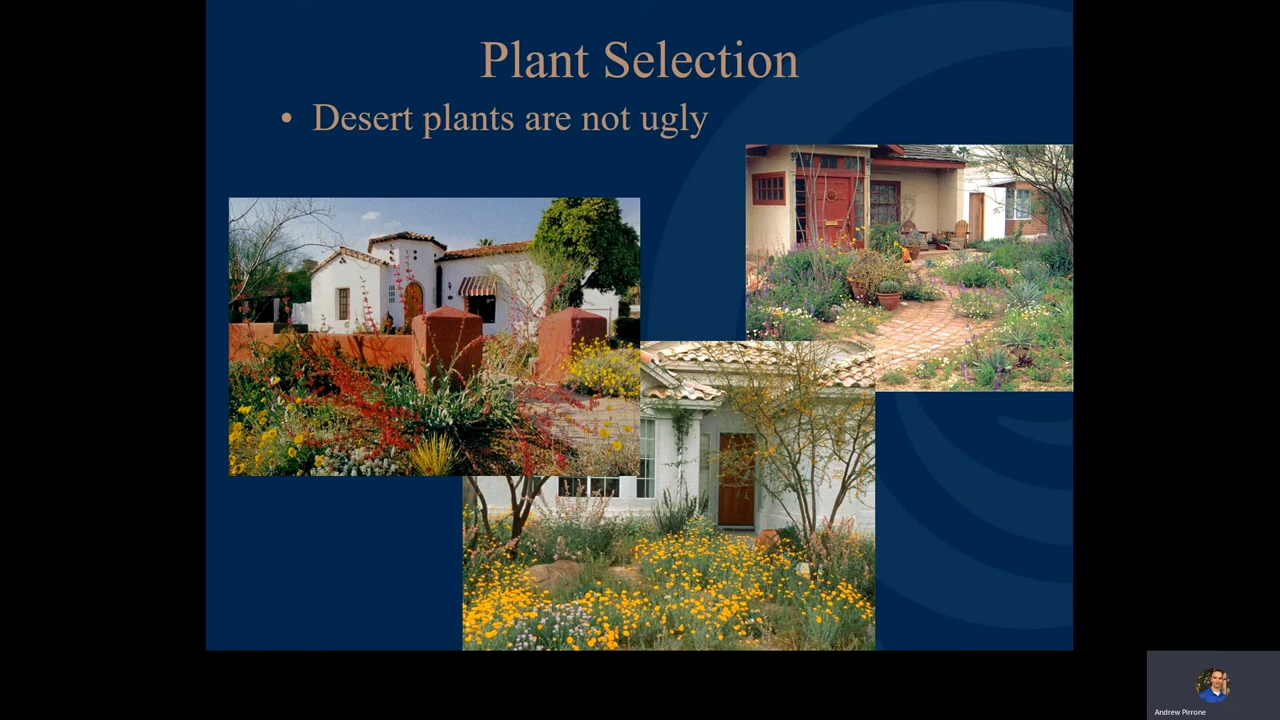 Plant Selection
• Desert plants are not ugly
Andrew Pirrone